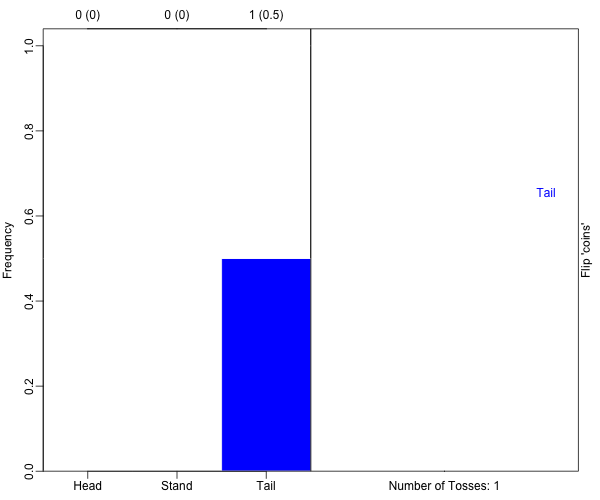 0 (0) 0 (0) 1 (0.5)
1.0
0.8
0.6
0.4
0.2
0.0
Frequency
Tail
Flip 'coins'
Head Stand Tail
Number of Tosses: 1